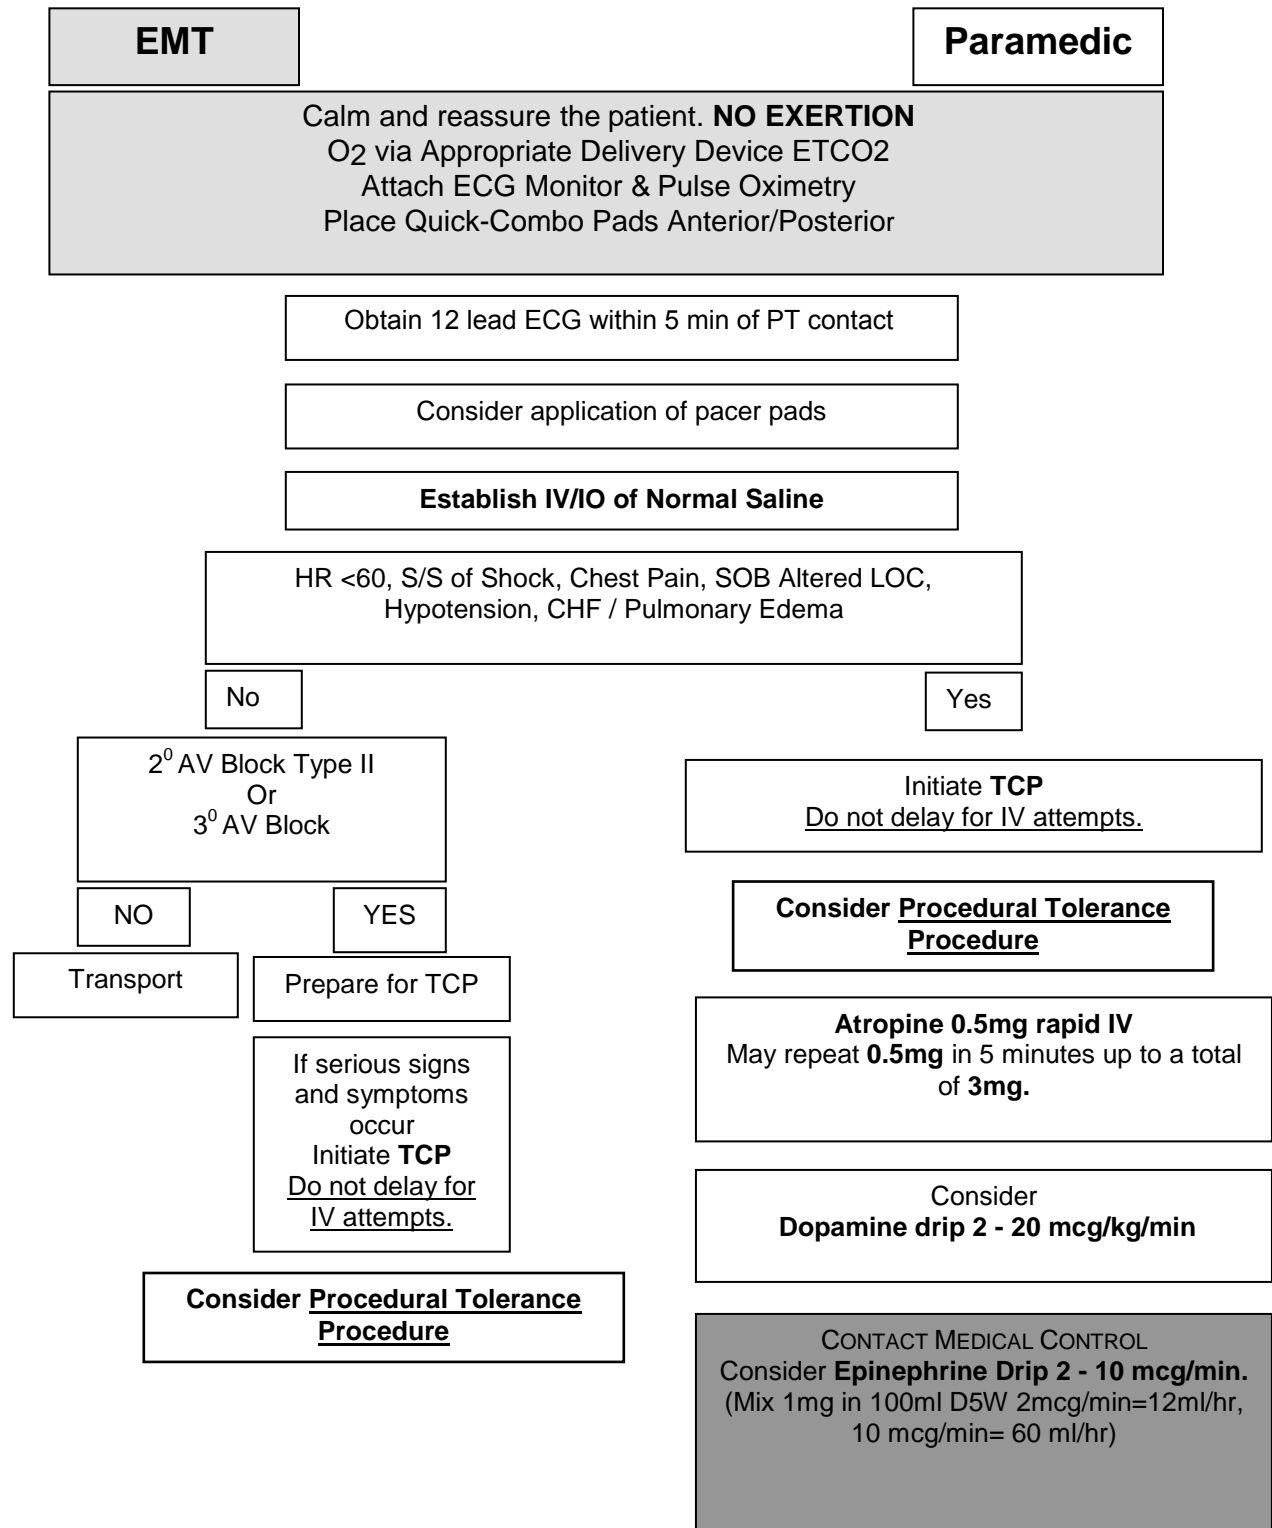 EMT
Paramedic
Calm and reassure the patient. NO EXERTION
O2 via Appropriate Delivery Device ETCO2
Attach ECG Monitor & Pulse Oximetry
Place Quick-Combo Pads Anterior/Posterior
Obtain 12 lead ECG within 5 min of PT contact
Consider application of pacer pads
Establish IV/IO of Normal Saline
HR <60, S/S of Shock, Chest Pain, SOB Altered LOC,
Hypotension, CHF / Pulmonary Edema
No
2⁰ AV Block Type II
Or
3⁰ AV Block
NO
Transport
YES
Prepare for TCP
If serious signs
and symptoms
occur
Initiate TCP
Do not delay for
IV attempts.
Consider Procedural Tolerance
Procedure
Yes
Initiate TCP
Do not delay for IV attempts.
Consider Procedural Tolerance
Procedure
Atropine 0.5mg rapid IV
May repeat 0.5mg in 5 minutes up to a total
of 3mg.
Consider
Dopamine drip 2 - 20 mcg/kg/min
CONTACT MEDICAL CONTROL
Consider Epinephrine Drip 2 - 10 mcg/min.
(Mix 1mg in 100ml D5W 2mcg/min=12ml/hr,
10 mcg/min= 60 ml/hr)